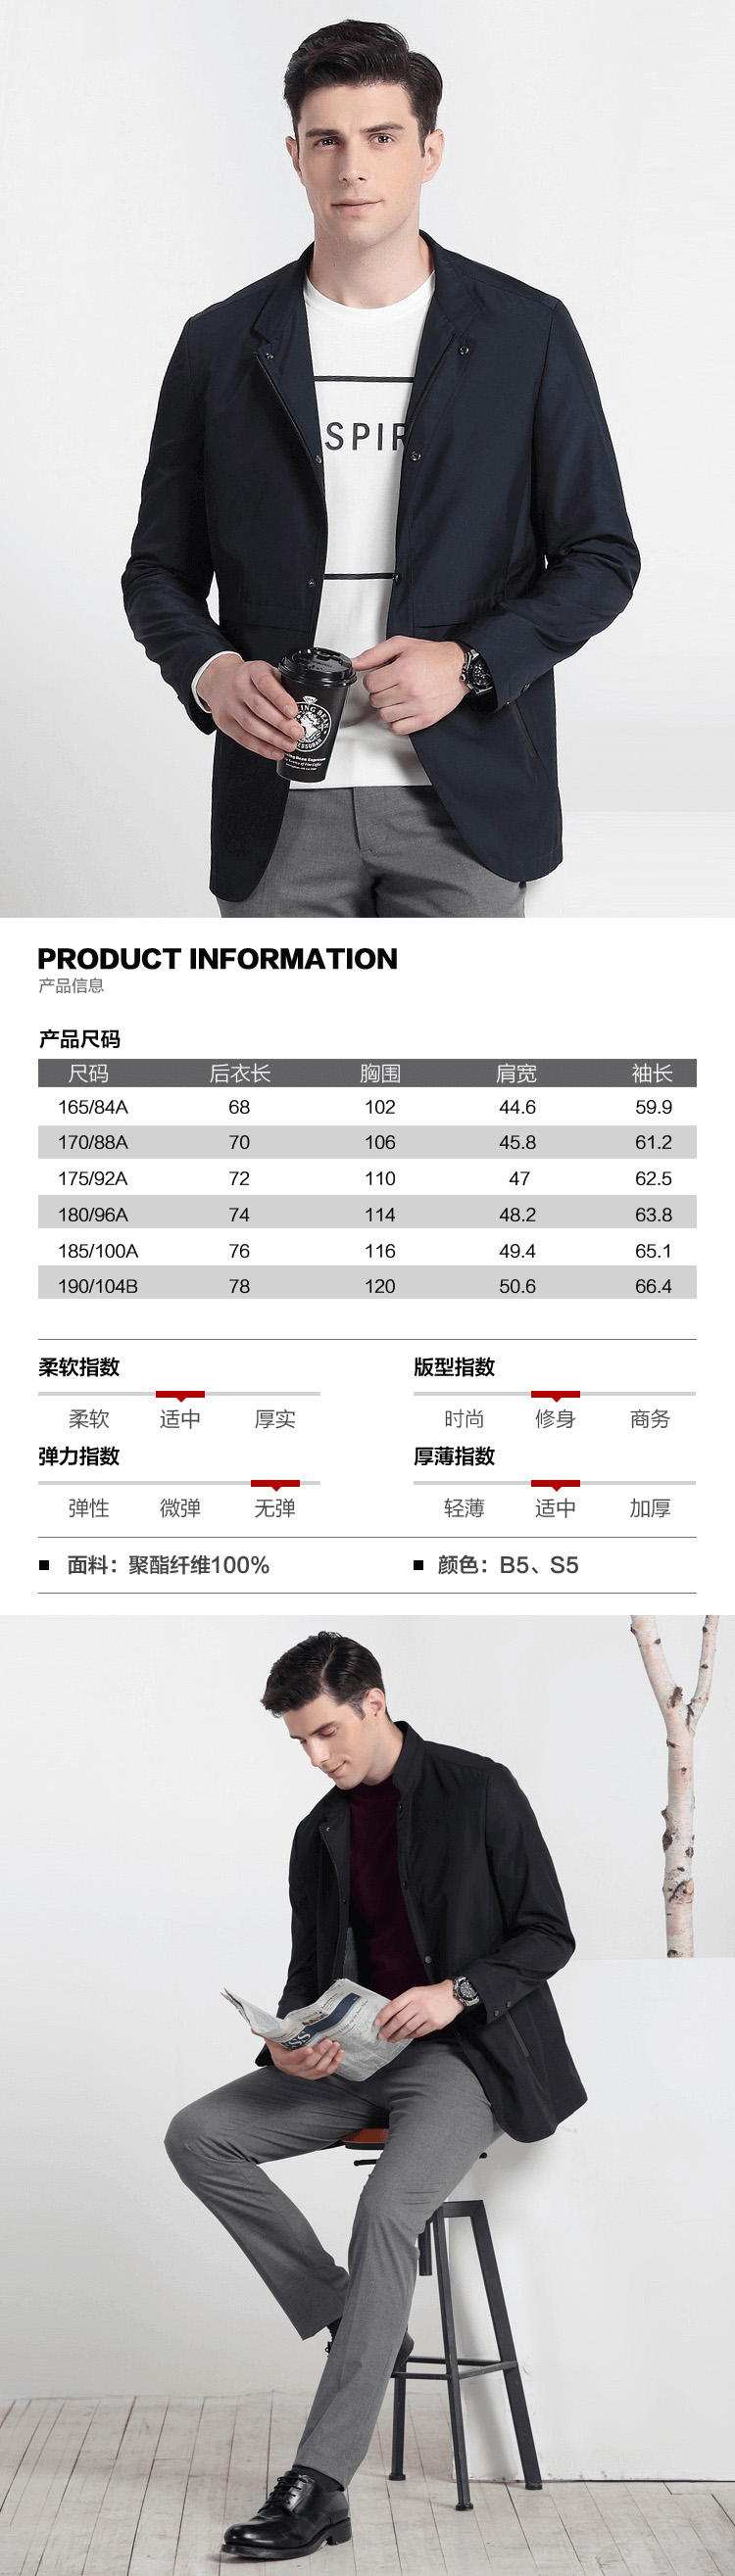 SPIR
PRODUCT INFORMATION
产品信息
产品尺码
尺码 后衣长 胸围 肩宽 袖长
165/84A 68 102 44.6 59.9
170/88A 70 106 45.8 61.2
175/92A 72 110 47 62.5
180/96A 74 114 48.2 63.8
185/100A 76 116 49.4 65.1
190/104B 78 120 50.6 66.4
柔软指数 版型指数
柔软 适中 厚实 时尚 修身 商务
弹力指数 厚薄指数
弹性 微弹 无弹 轻薄 适中 加厚
面料：聚酯纤维100% 颜色：B5、S5